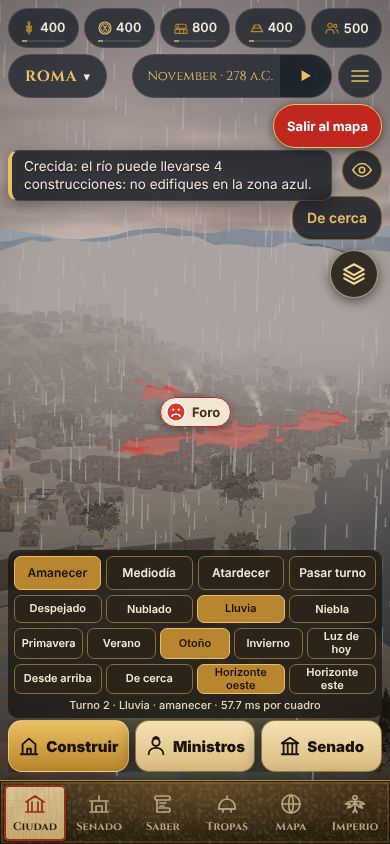 400
400
800
400
500
ROMA ▾
NOVEMBER · 278 A.C.
Salir al mapa
Crecida: el río puede llevarse 4
construcciones: no edifiques en la zona azul.
De cerca
Foro
Amanecer
Mediodía
Atardecer
Pasar turno
Despejado
Nublado
Lluvia
Niebla
Primavera
Verano
Otoño
Invierno
Luz de
hoy
Desde arriba
De cerca
Horizonte
oeste
Horizonte
este
Turno 2 · Lluvia · amanecer · 57.7 ms por cuadro
Construir
Ministros
Senado
CIUDAD
SENADO
SABER
TROPAS
MAPA
IMPERIO